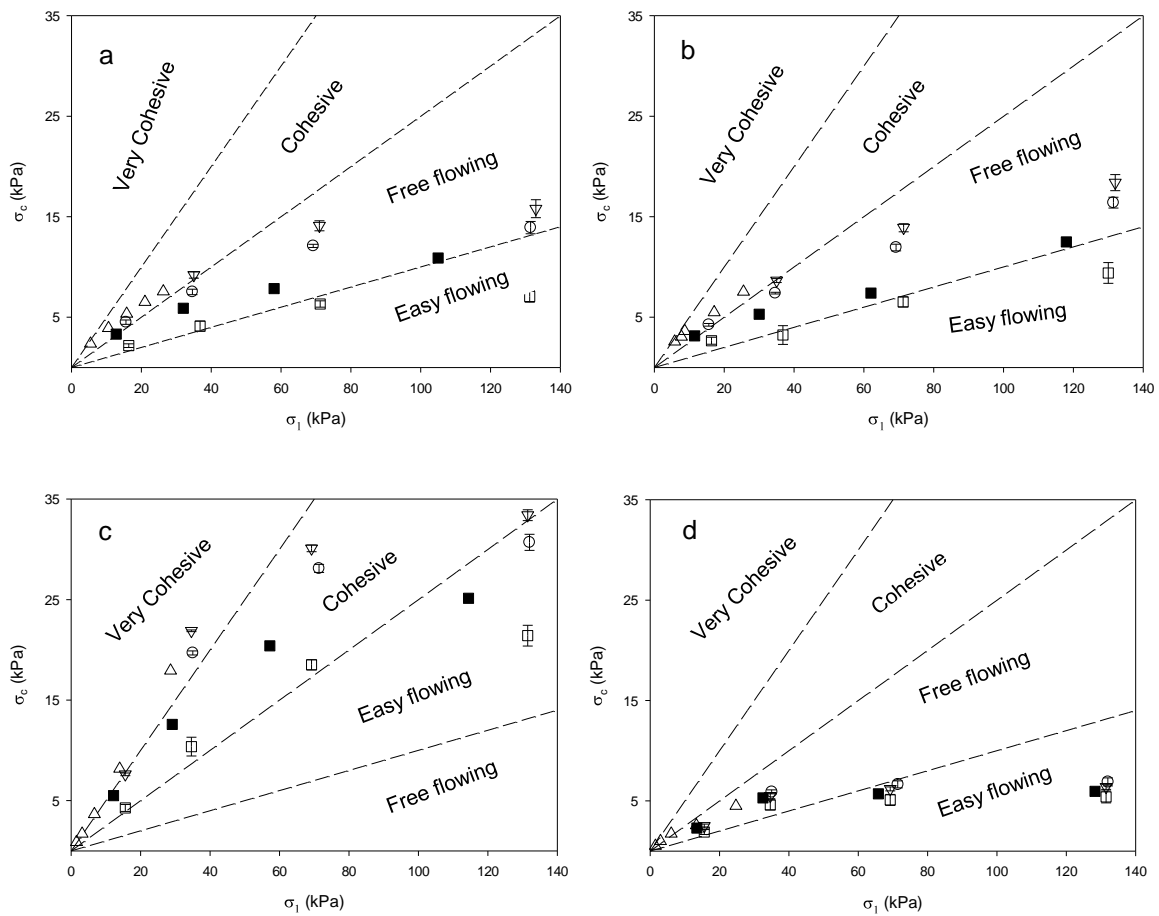 35
25
15
5
0 20 40 60 80 100 120 140
σc (kPa)
σ1 (kPa)
a
Very Cohesive
Cohesive
Free flowing
Easy flowing
35
25
15
5
0 20 40 60 80 100 120 140
σc (kPa)
σ1 (kPa)
b
Very Cohesive
Cohesive
Free flowing
Easy flowing
35
25
15
5
0 20 40 60 80 100 120 140
σc (kPa)
σ1 (kPa)
c
Very Cohesive
Cohesive
Easy flowing
Free flowing
35
25
15
5
0 20 40 60 80 100 120 140
σc (kPa)
σ1 (kPa)
d
Very Cohesive
Cohesive
Free flowing
Easy flowing